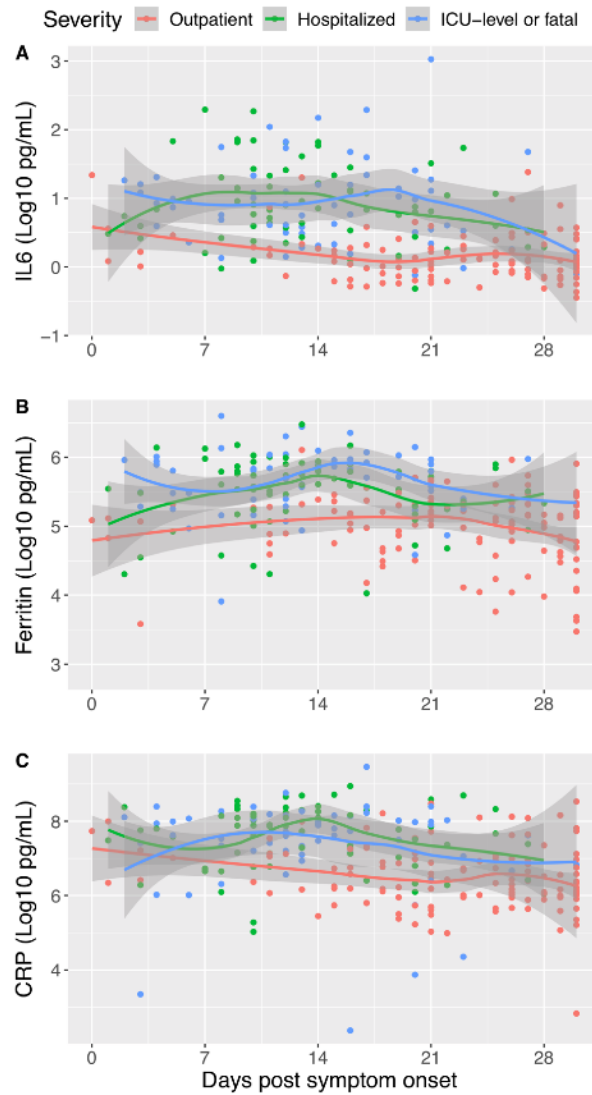 Severity Outpatient Hospitalized ICU−level or fatal
A
IL6 (Log10 pg/mL)
3
2
1
0
−1
0 7 14 21 28
B
Ferritin (Log10 pg/mL)
6
5
4
3
0 7 14 21 28
C
CRP (Log10 pg/mL)
8
6
4
0 7 14 21 28
Days post symptom onset